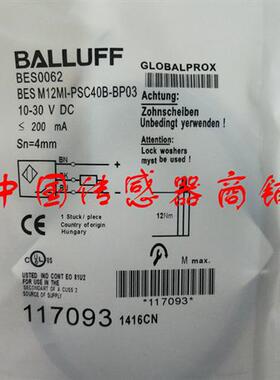 BALLUFF
BES0062
BES M12MI-PSC40B-BP03
10-30 V DC
≤ 200 mA
Sn=4mm
GLOBALPROX
Achtung:
Zahnscheiben
Unbedingt verwenden !
Attention:
Lock washers
must be used !
BN
BK
BU
中国传感器商铺
1 Stuck / piece
Country of origin
Hungary
12Nm
M max.
LISTED IND CONT EQ 81U2
FOR USE IN THE
SECONDARY OF A CLASS 2
SOURCE OF SUPPLY
*117093*
117093
1416CN